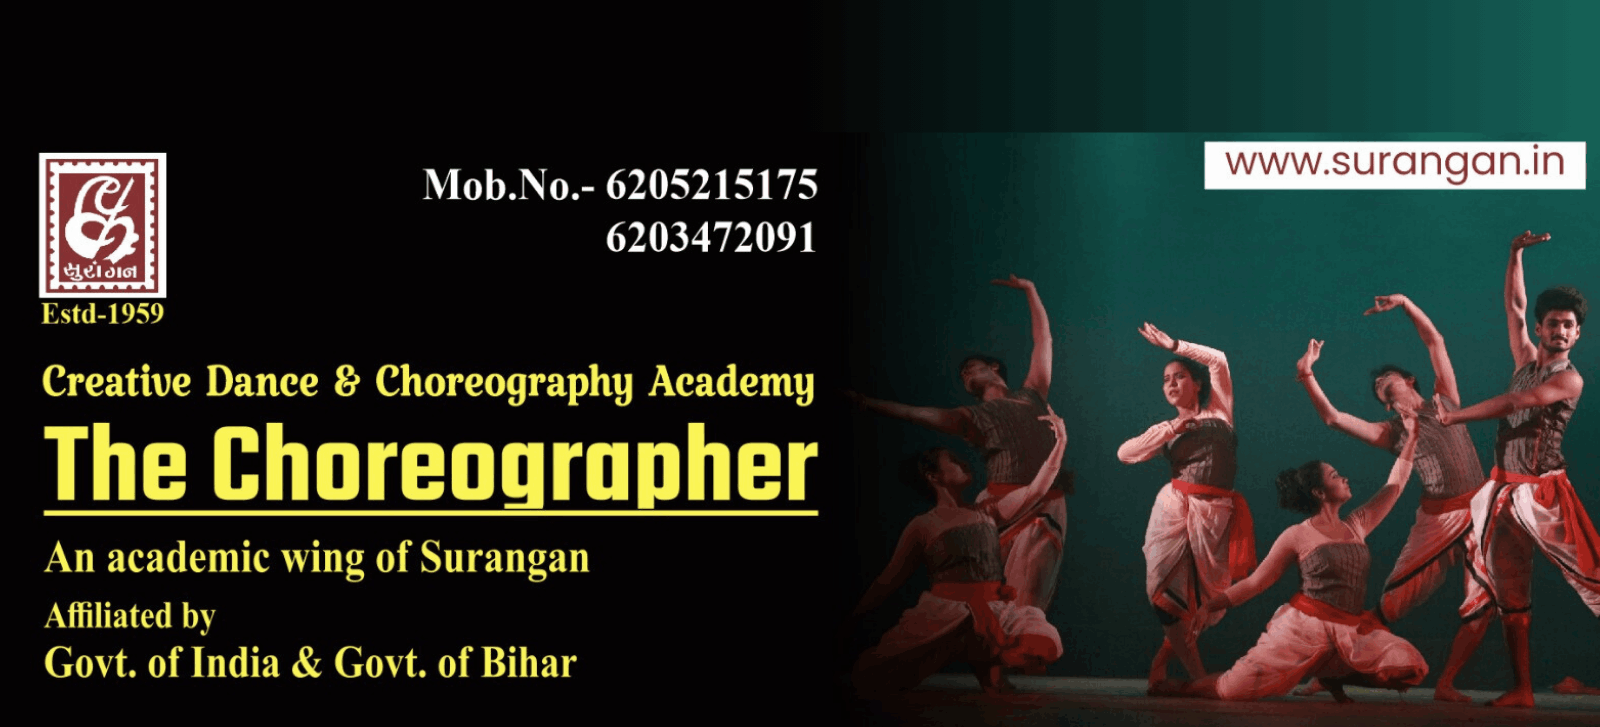 www.surangan.in
Mob.No.- 6205215175
6203472091
સુરાંગન
Estd-1959
Creative Dance & Choreography Academy
The Choreographer
An academic wing of Surangan
Affiliated by
Govt. of India & Govt. of Bihar